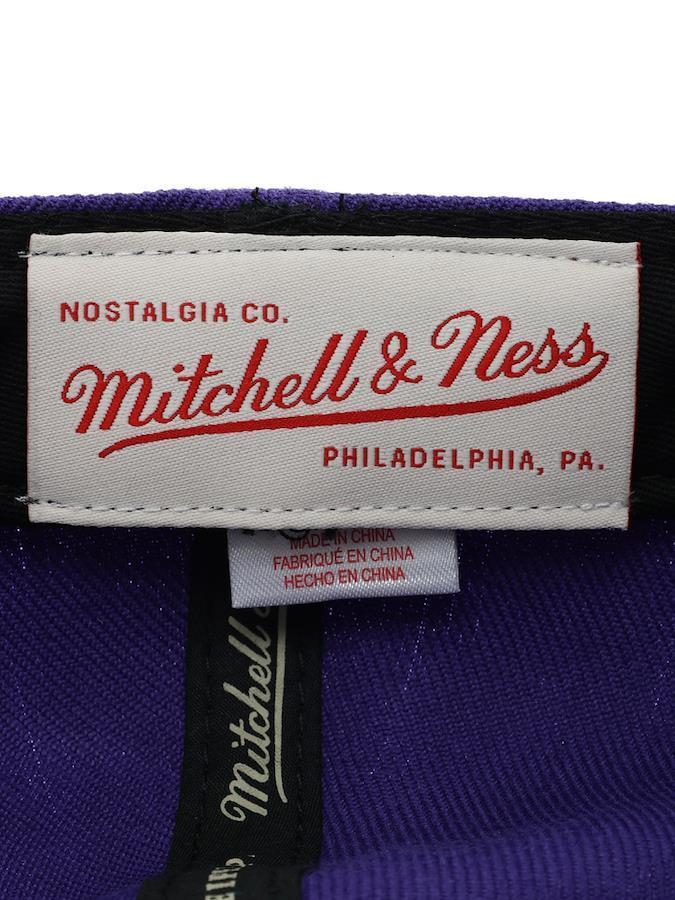 NOSTALGIA CO.
Mitchell & Ness
PHILADELPHIA, PA.
MADE IN CHINA
FABRIQUÉ EN CHINA
HECHO EN CHINA
Mitchell &